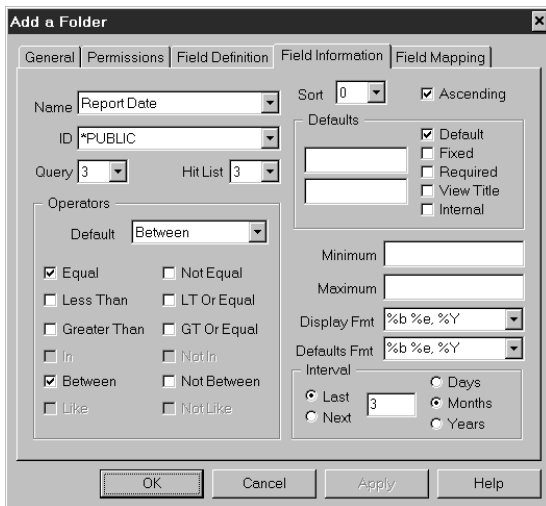 Add a Folder
General Permissions Field Definition Field Information Field Mapping
Name Report Date
ID *PUBLIC
Query 3 Hit List 3
Operators
Default Between
Equal Not Equal
Less Than LT Or Equal
Greater Than GT Or Equal
In Not In
Between Not Between
Like Not Like
Sort 0 Ascending
Defaults
Default
Fixed
Required
View Title
Internal
Minimum
Maximum
Display Fmt %b %e, %Y
Defaults Fmt %b %e, %Y
Interval
Last 3 Days
Next Months
Years
OK Cancel Apply Help